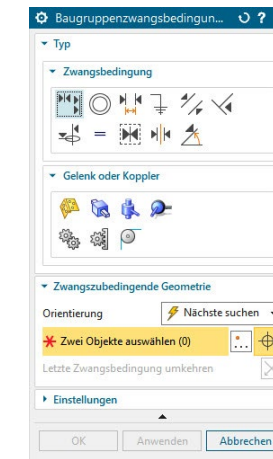 Baugruppenzwangsbedingun...
Typ
Zwangsbedingung
Gelenk oder Koppler
Zwangszubedingende Geometrie
Orientierung Nächste suchen
Zwei Objekte auswählen (0)
Letzte Zwangsbedingung umkehren
Einstellungen
OK Anwenden Abbrechen